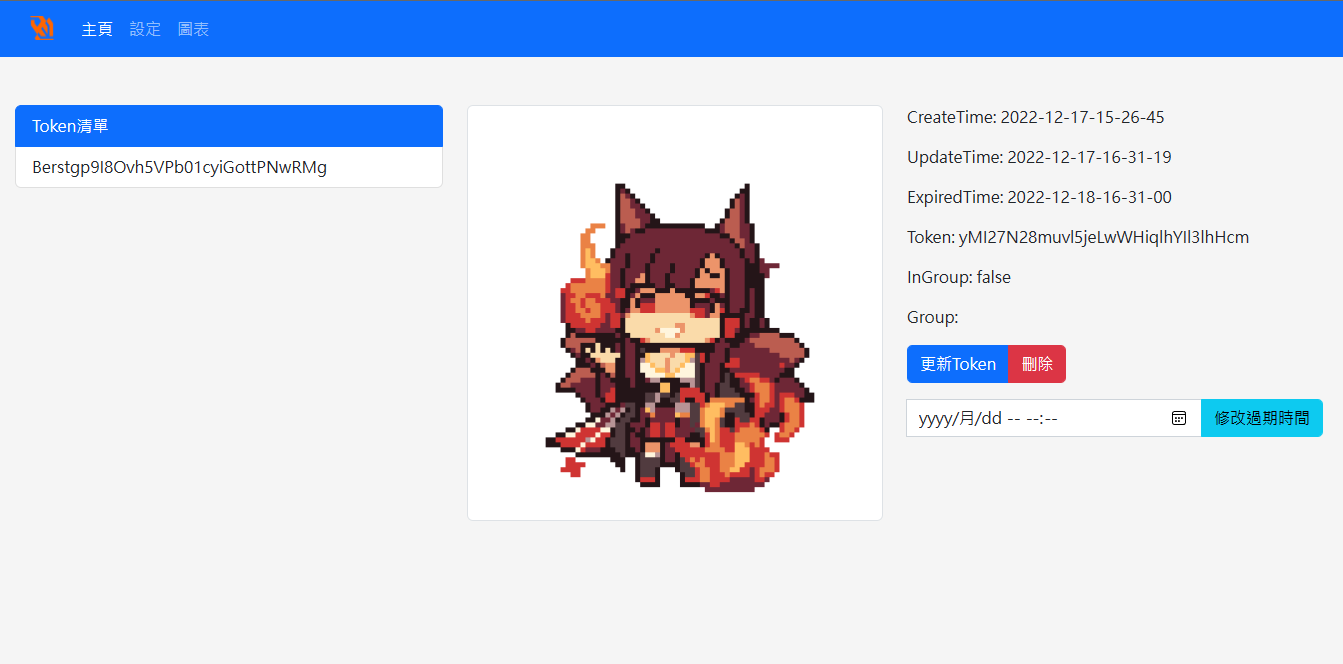 主頁 設定 圖表
Token清單
Berstgp9I8Ovh5VPb01cyiGottPNwRMg
CreateTime: 2022-12-17-15-26-45
UpdateTime: 2022-12-17-16-31-19
ExpiredTime: 2022-12-18-16-31-00
Token: yMI27N28muvl5jeLwWHiqlhYIl3lhHcm
InGroup: false
Group:
更新Token 刪除
yyyy/月/dd -- --:-- 修改過期時間